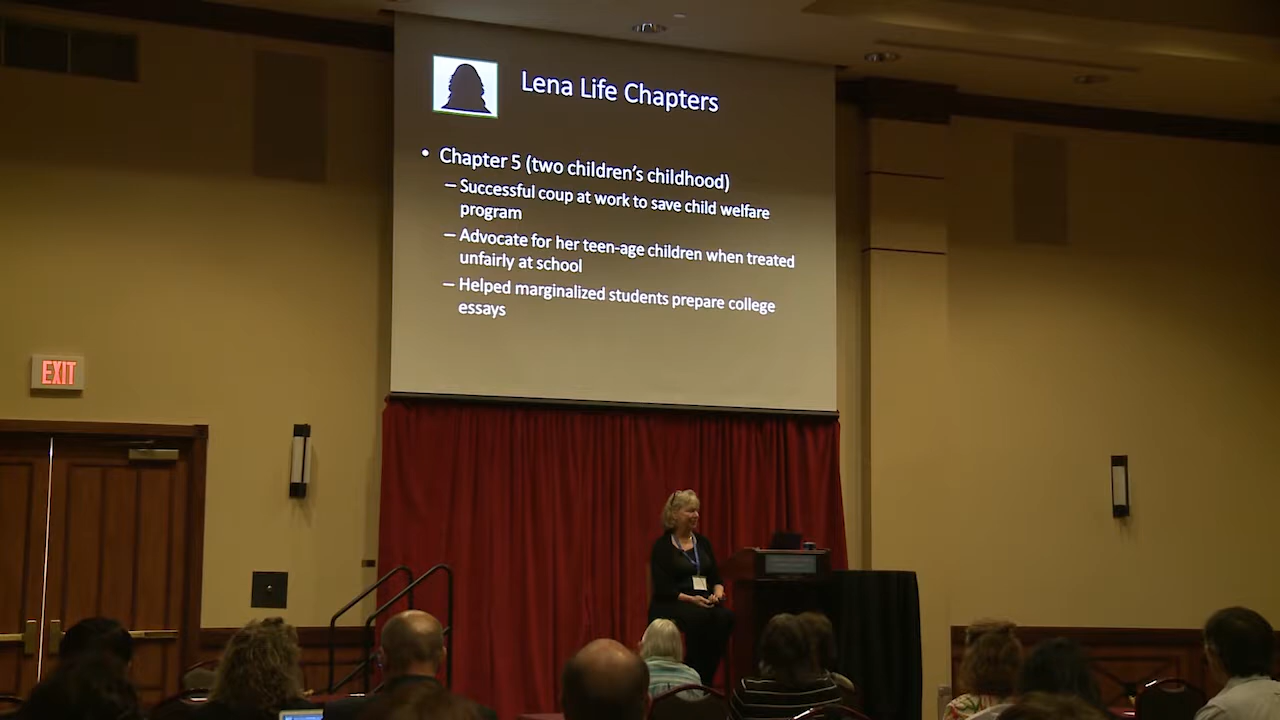 Lena Life Chapters
• Chapter 5 (two children's childhood)
– Successful coup at work to save child welfare
program
– Advocate for her teen-age children when treated
unfairly at school
– Helped marginalized students prepare college
essays
EXIT